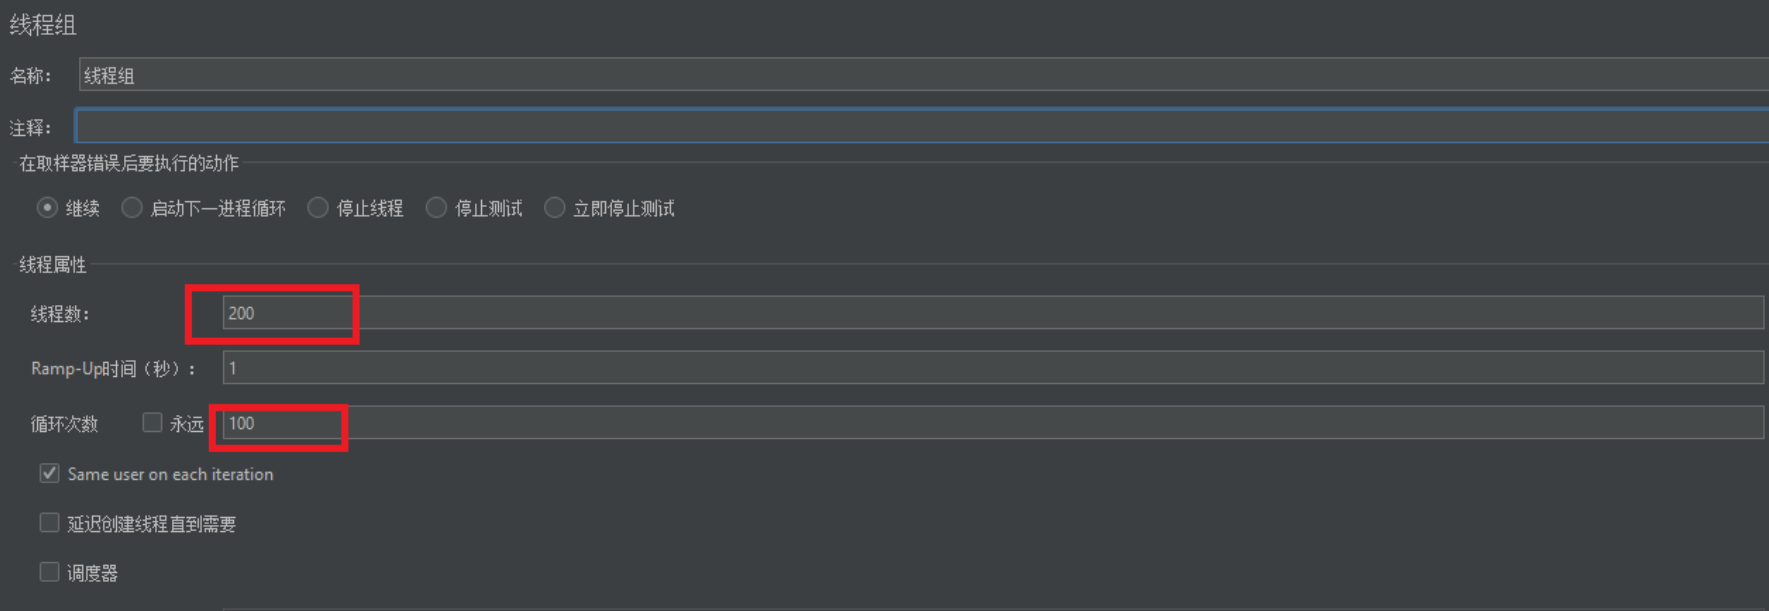 线程组
名称： 线程组
注释：
在取样器错误后要执行的动作
继续 启动下一进程循环 停止线程 停止测试 立即停止测试
线程属性
线程数： 200
Ramp-Up时间（秒）： 1
循环次数 永远 100
Same user on each iteration
延迟创建线程直到需要
调度器